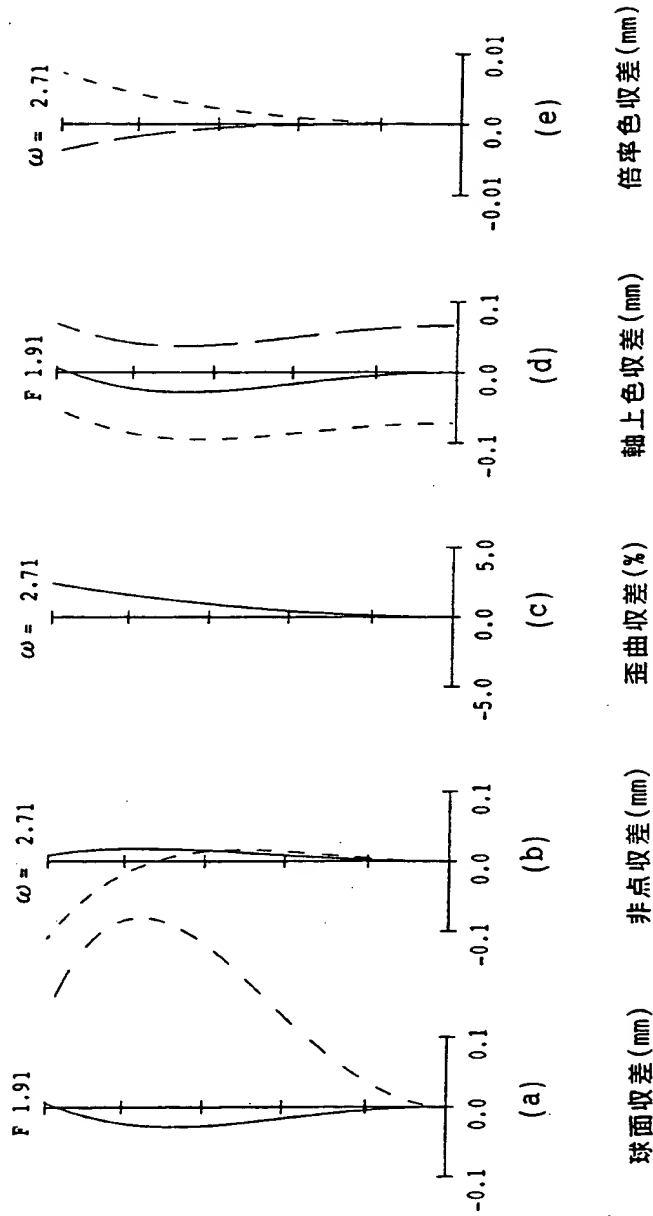 F 1.91
-0.1 0.0 0.1
(a)
球面収差(mm)
ω= 2.71
-0.1 0.0 0.1
(b)
非点収差(mm)
ω= 2.71
-5.0 0.0 5.0
(c)
歪曲収差(%)
F 1.91
-0.1 0.0 0.1
(d)
軸上色収差(mm)
ω= 2.71
-0.01 0.0 0.01
(e)
倍率色収差(mm)